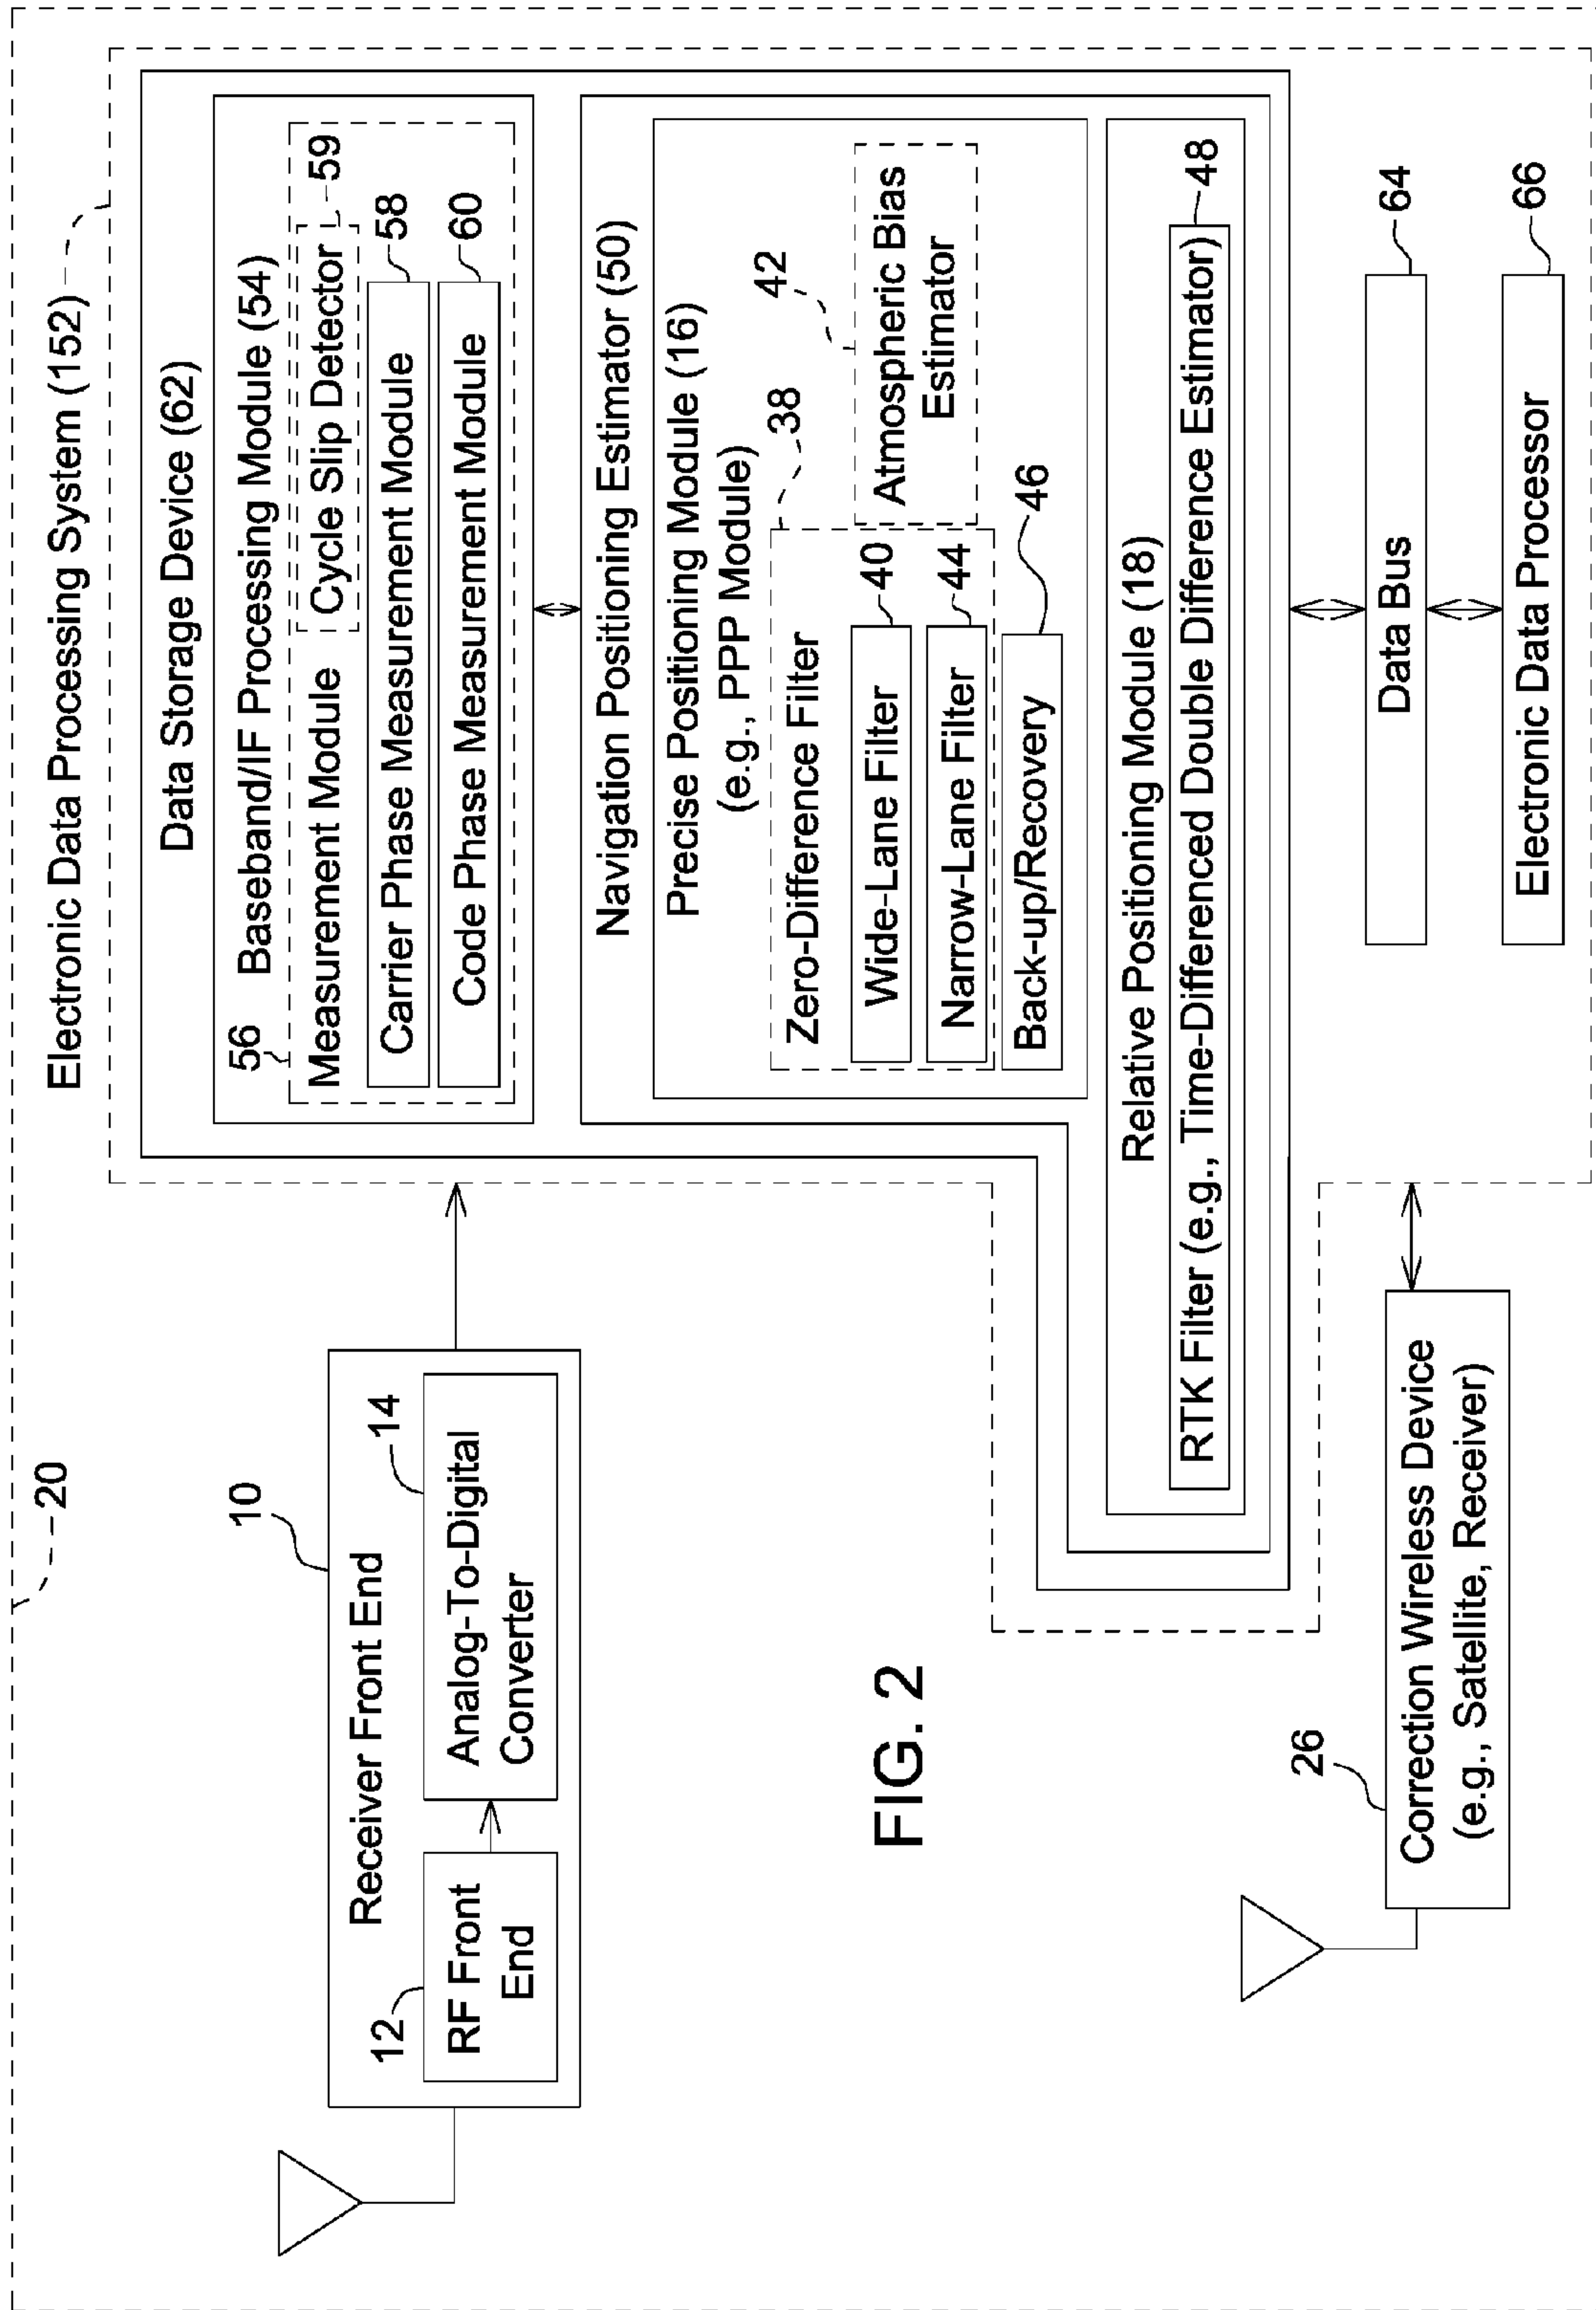 20
Electronic Data Processing System (152)
10
Receiver Front End
12
RF Front
End
14
Analog-To-Digital
Converter
Data Storage Device (62)
Baseband/IF Processing Module (54)
56
Measurement Module
Cycle Slip Detector
59
Carrier Phase Measurement Module
58
Code Phase Measurement Module
60
Navigation Positioning Estimator (50)
Precise Positioning Module (16)
(e.g., PPP Module)
38
42
Zero-Difference Filter
Wide-Lane Filter
40
Narrow-Lane Filter
44
Atmospheric Bias
Estimator
Back-up/Recovery
46
Relative Positioning Module (18)
RTK Filter (e.g., Time-Differenced Double Difference Estimator)
48
Data Bus
64
Electronic Data Processor
66
FIG. 2
26
Correction Wireless Device
(e.g., Satellite, Receiver)